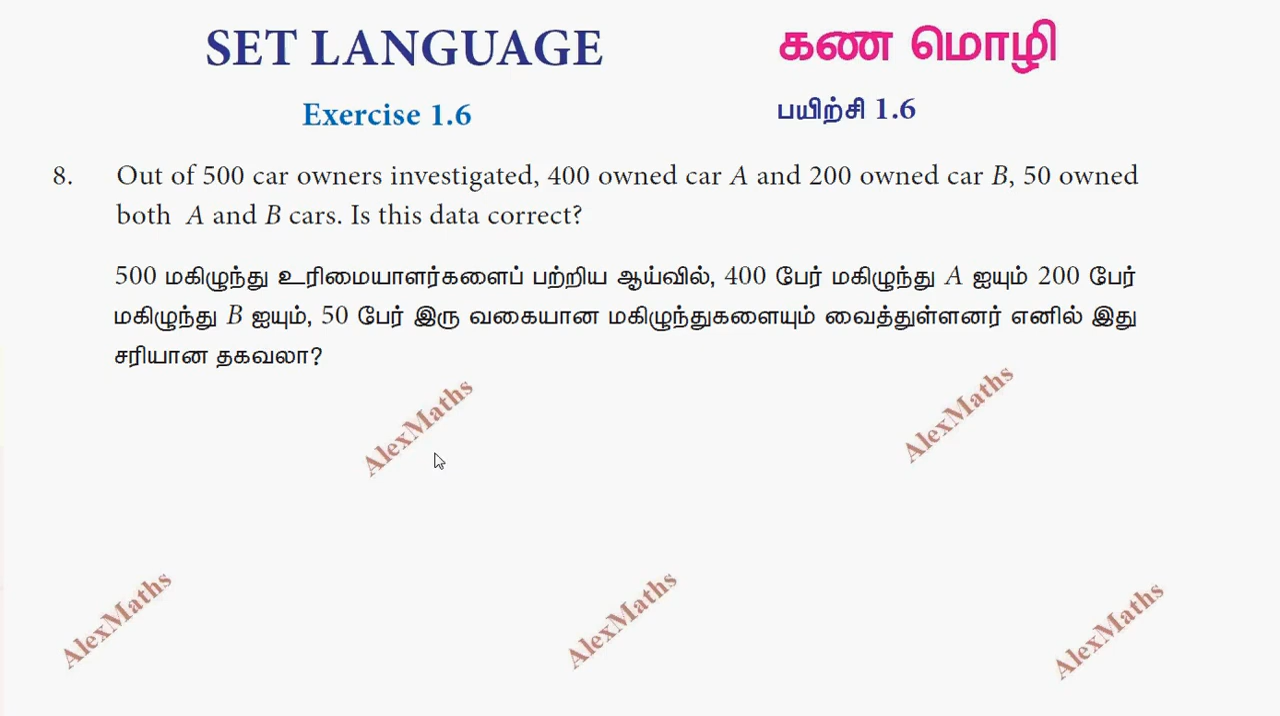 SET LANGUAGE
கண மொழி
Exercise 1.6
பயிற்சி 1.6
8. Out of 500 car owners investigated, 400 owned car A and 200 owned car B, 50 owned
both A and B cars. Is this data correct?
500 மகிழுந்து உரிமையாளர்களைப் பற்றிய ஆய்வில், 400 பேர் மகிழுந்து A ஐயும் 200 பேர்
மகிழுந்து B ஐயும், 50 பேர் இரு வகையான மகிழுந்துகளையும் வைத்துள்ளனர் எனில் இது
சரியான தகவலா?
AlexMaths
AlexMaths
AlexMaths
AlexMaths
AlexMaths